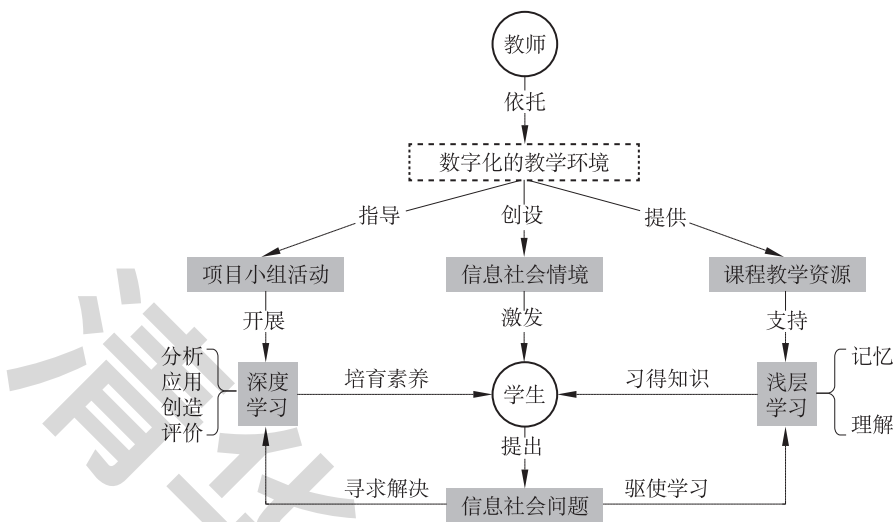 教师
依托
数字化的教学环境
指导
创设
提供
项目小组活动
信息社会情境
课程教学资源
开展
激发
支持
分析
应用
创造
评价
深度
学习
培育素养
学生
习得知识
浅层
学习
记忆
理解
提出
寻求解决
信息社会问题
驱使学习
清华